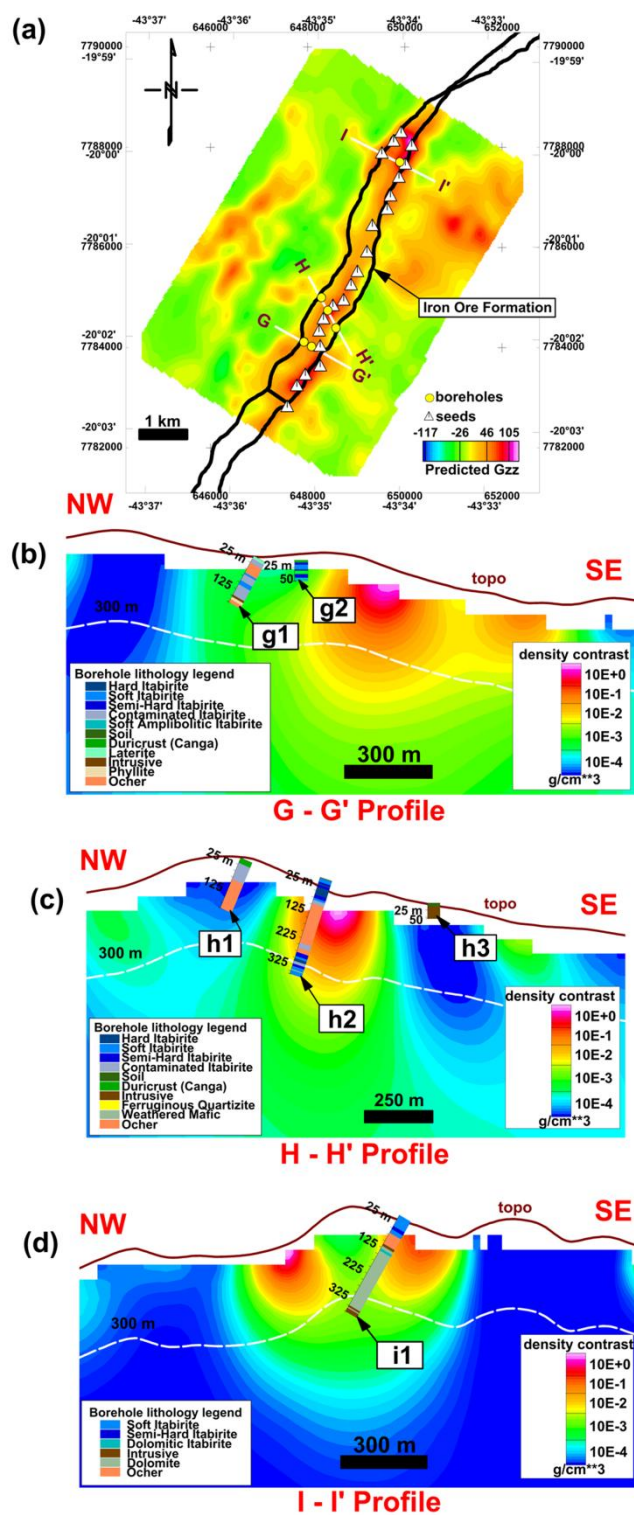 (a)
-43°37' -43°36' -43°35' -43°34' -43°33'
646000 648000 650000 652000
7790000
-19°59'
7788000
-20°00'
7786000
-20°01'
-20°02'
7784000
-20°03'
7782000
7790000
-19°59'
7788000
-20°00'
-20°01'
7786000
-20°02'
7784000
-20°03'
7782000
N
I
I'
H
H'
G
G'
Iron Ore Formation
boreholes
seeds
-117 -26 46 105
Predicted Gzz
1 km
646000 648000 650000 652000
-43°37' -43°36' -43°35' -43°34' -43°33'
NW
(b)
SE
25 m
125
25 m
50
topo
g1
g2
300 m
Borehole lithology legend
Hard Itabirite
Soft Itabirite
Semi-Hard Itabirite
Contaminated Itabirite
Soft Ampibolitic Itabirite
Soil
Duricrust (Canga)
Laterite
Intrusive
Phyllite
Ocher
300 m
density contrast
10E+0
10E-1
10E-2
10E-3
10E-4
g/cm**3
G - G' Profile
(c)
NW
SE
25 m
125
25 m
125
225
325
25 m
50
topo
h1
h2
h3
300 m
Borehole lithology legend
Hard Itabirite
Soft Itabirite
Semi-Hard Itabirite
Contaminated Itabirite
Soil
Duricrust (Canga)
Intrusive
Ferruginous Quartizite
Weathered Mafic
Ocher
250 m
density contrast
10E+0
10E-1
10E-2
10E-3
10E-4
g/cm**3
H - H' Profile
(d)
NW
SE
25 m
125
225
325
topo
300 m
i1
Borehole lithology legend
Soft Itabirite
Semi-Hard Itabirite
Dolomitic Itabirite
Intrusive
Dolomite
Ocher
300 m
density contrast
10E+0
10E-1
10E-2
10E-3
10E-4
g/cm**3
I - I' Profile